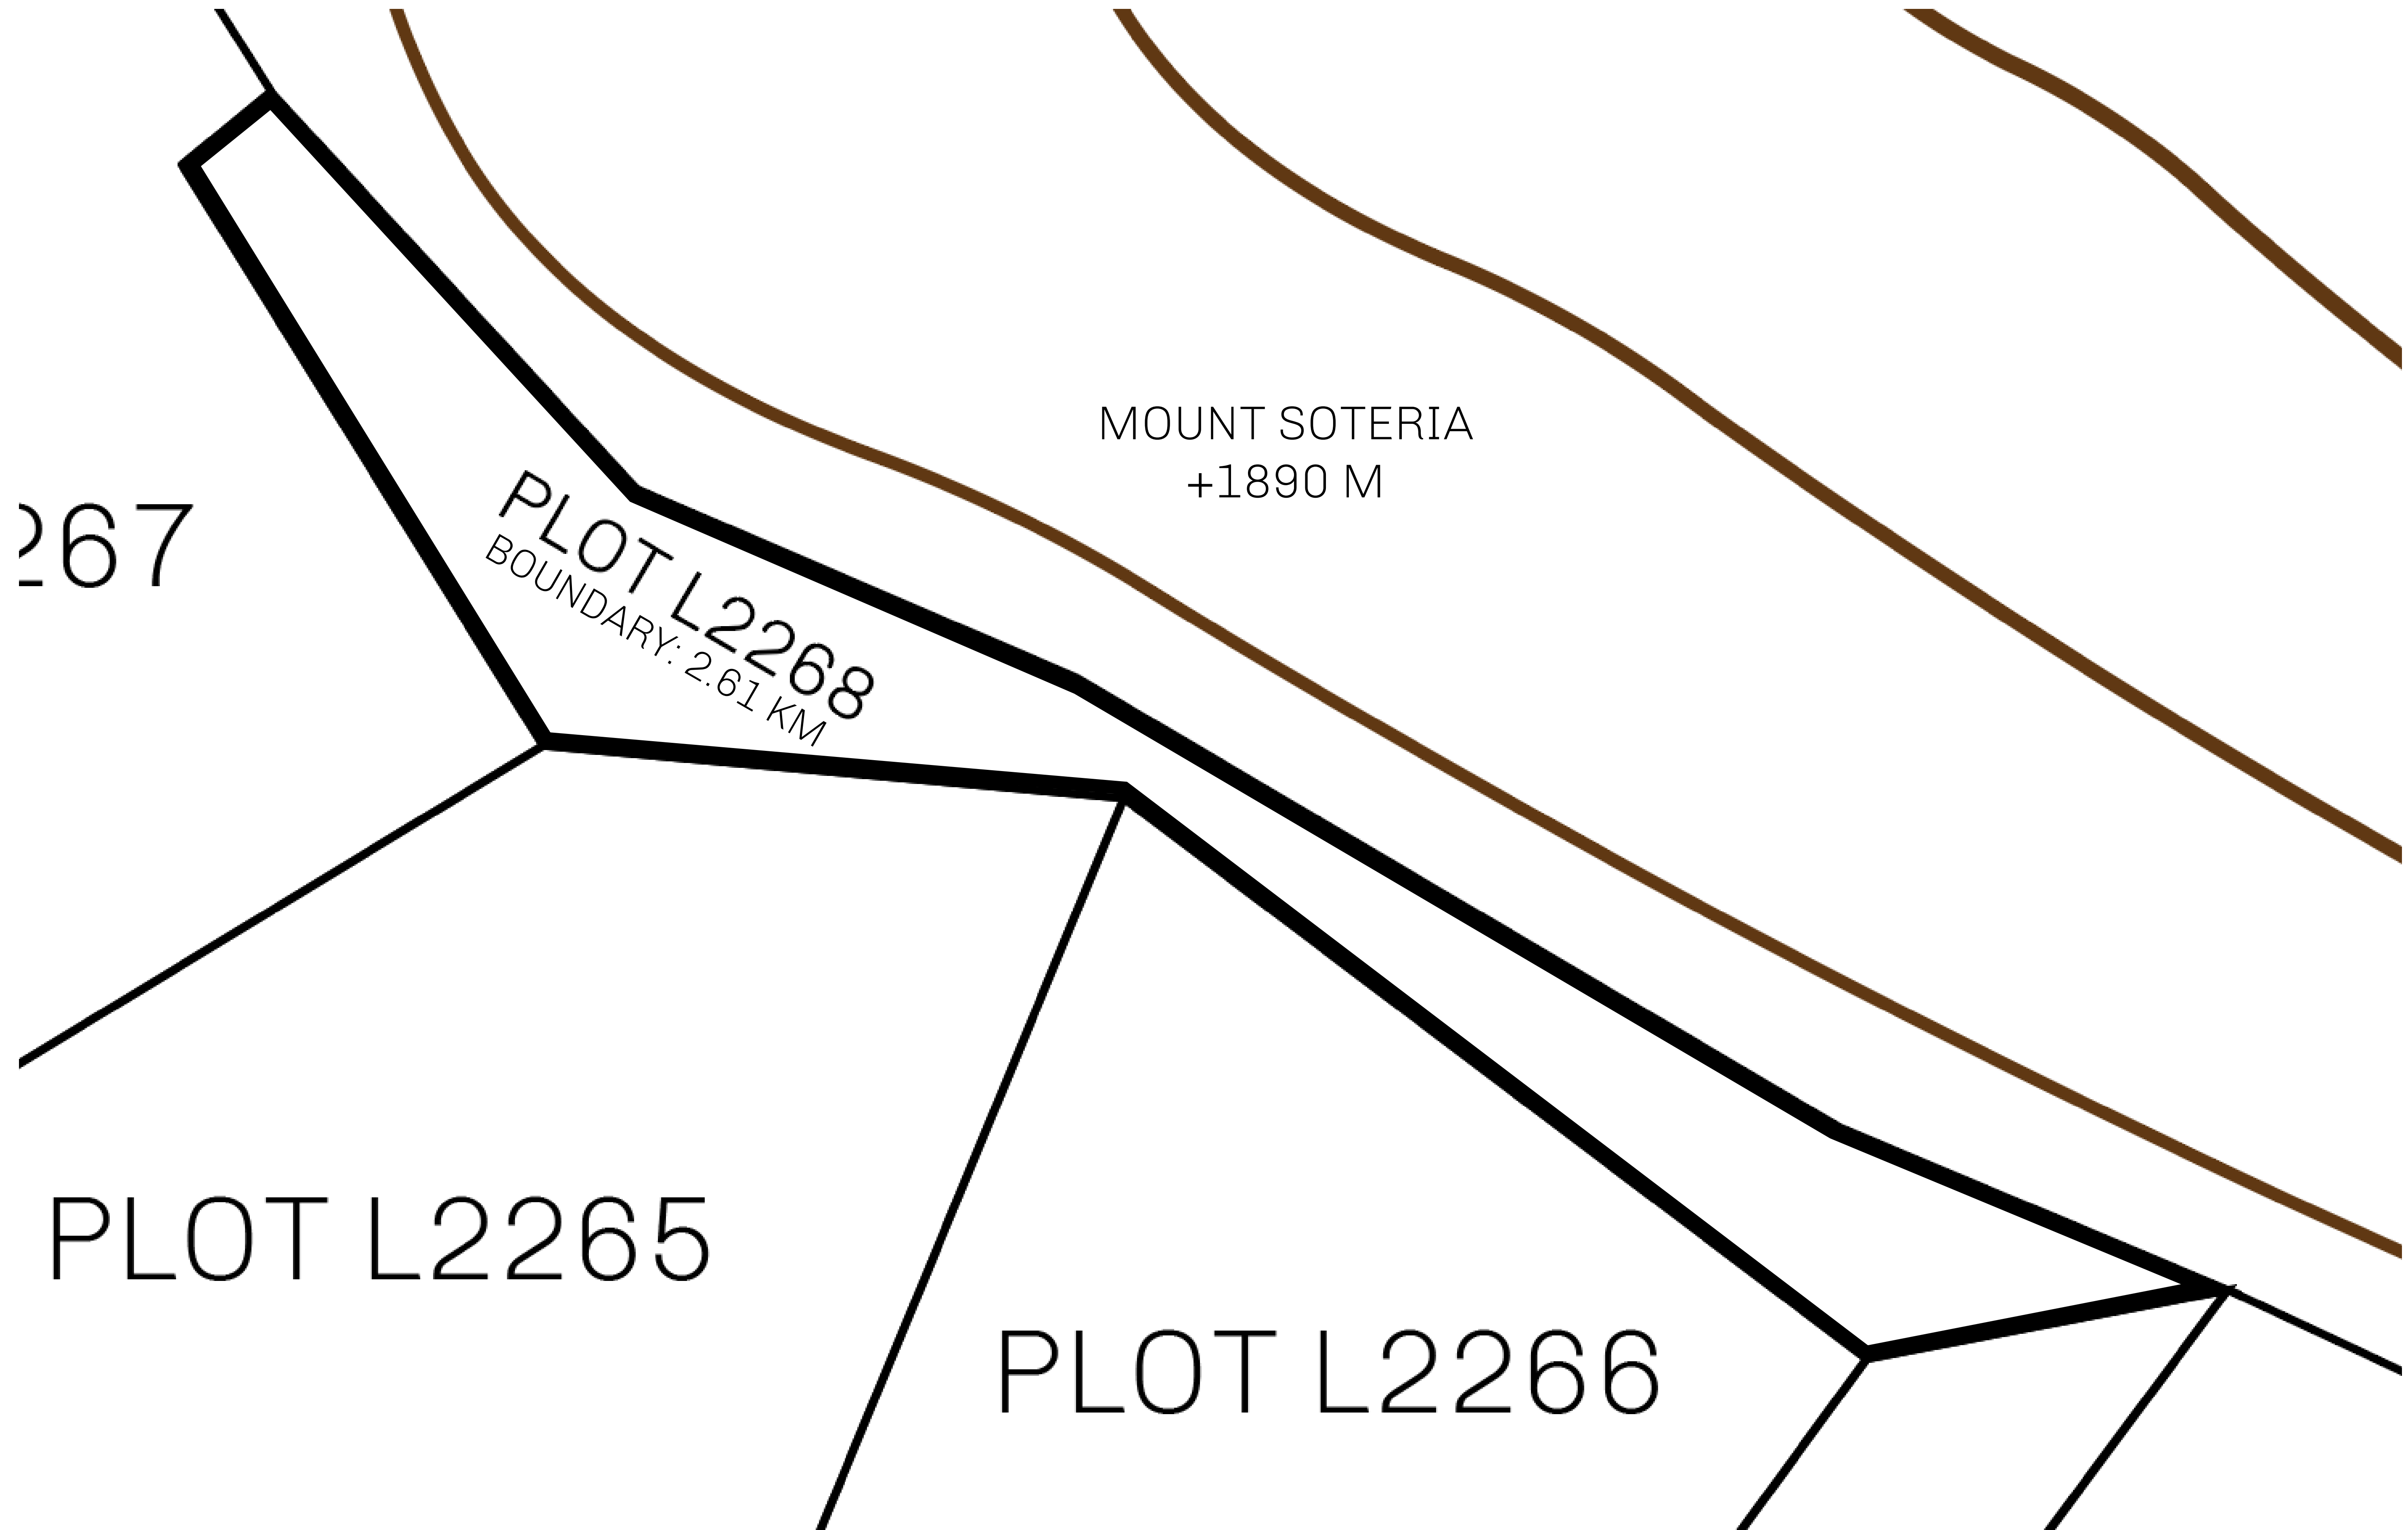 MOUNT SOTERIA
+1890 M
267
PLOT L2268
BOUNDARY: 2.61 KM
PLOT L2265
PLOT L2266